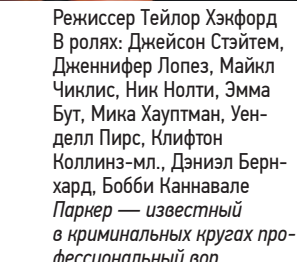 Режиссер Тейлор Хэкфорд
В ролях: Джейсон Стэйтем,
Дженнифер Лопез, Майкл
Чиклис, Ник Нолти, Эмма
Бут, Мика Хауптман, Уен-
делл Пирс, Клифтон
Коллинз-мл., Дэниэл Берн-
хард, Бобби Каннавале
Паркер — известный
в криминальных кругах про-
фессиональный вор